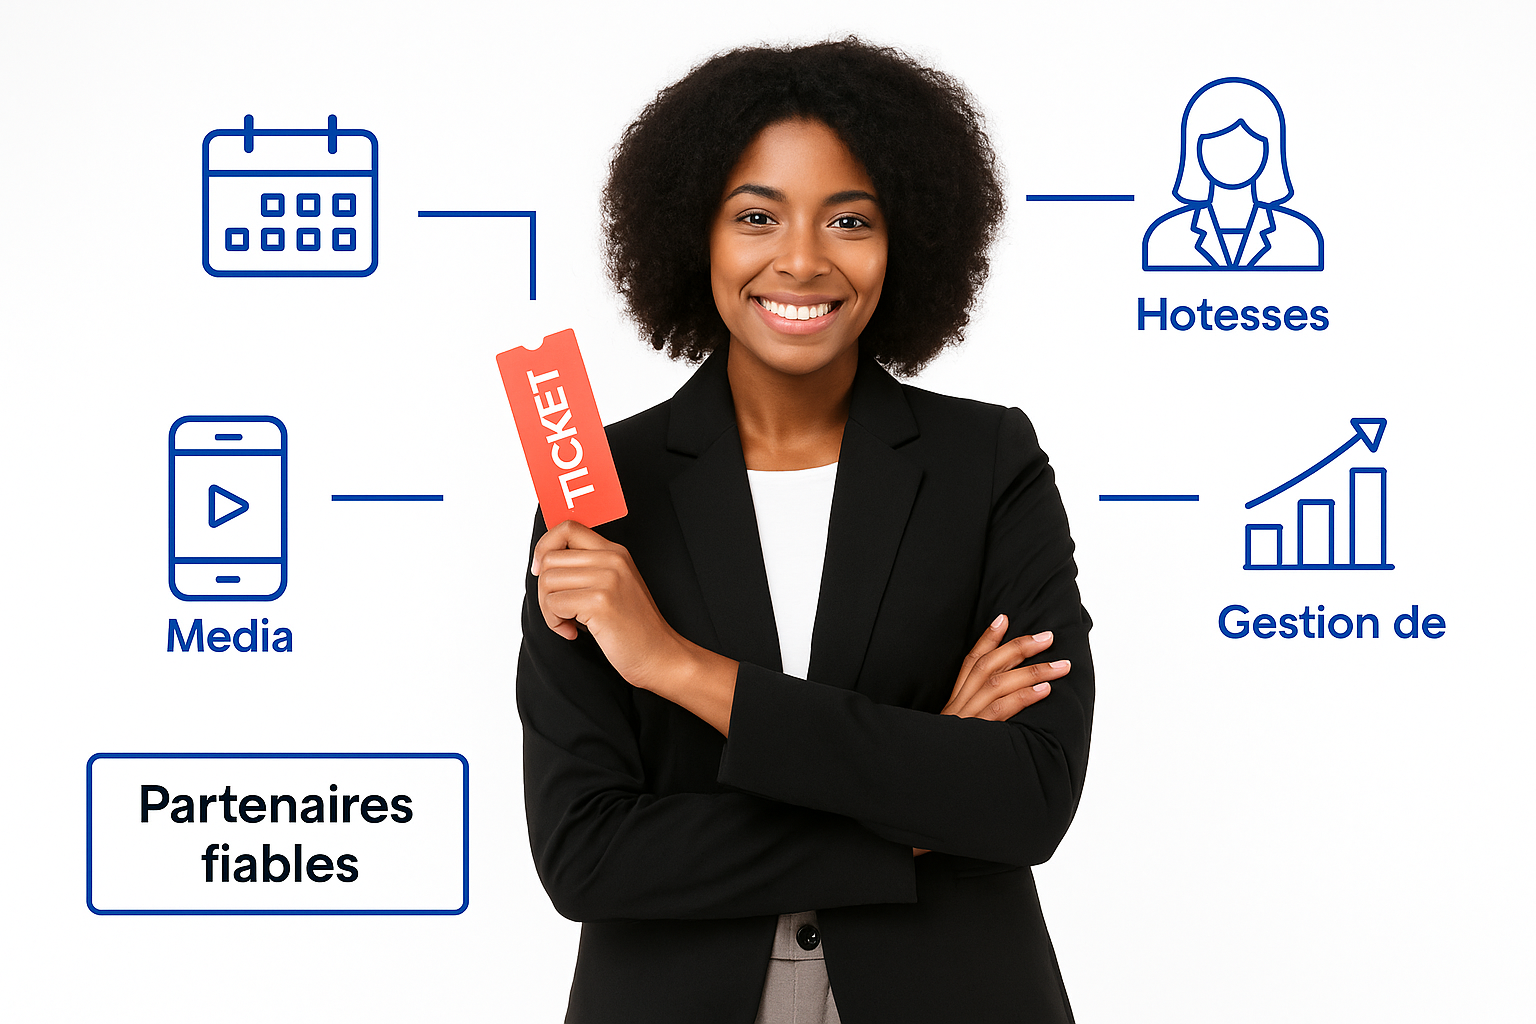 Hotesses
TICKET
Media
Gestion de
Partenaires
fiables